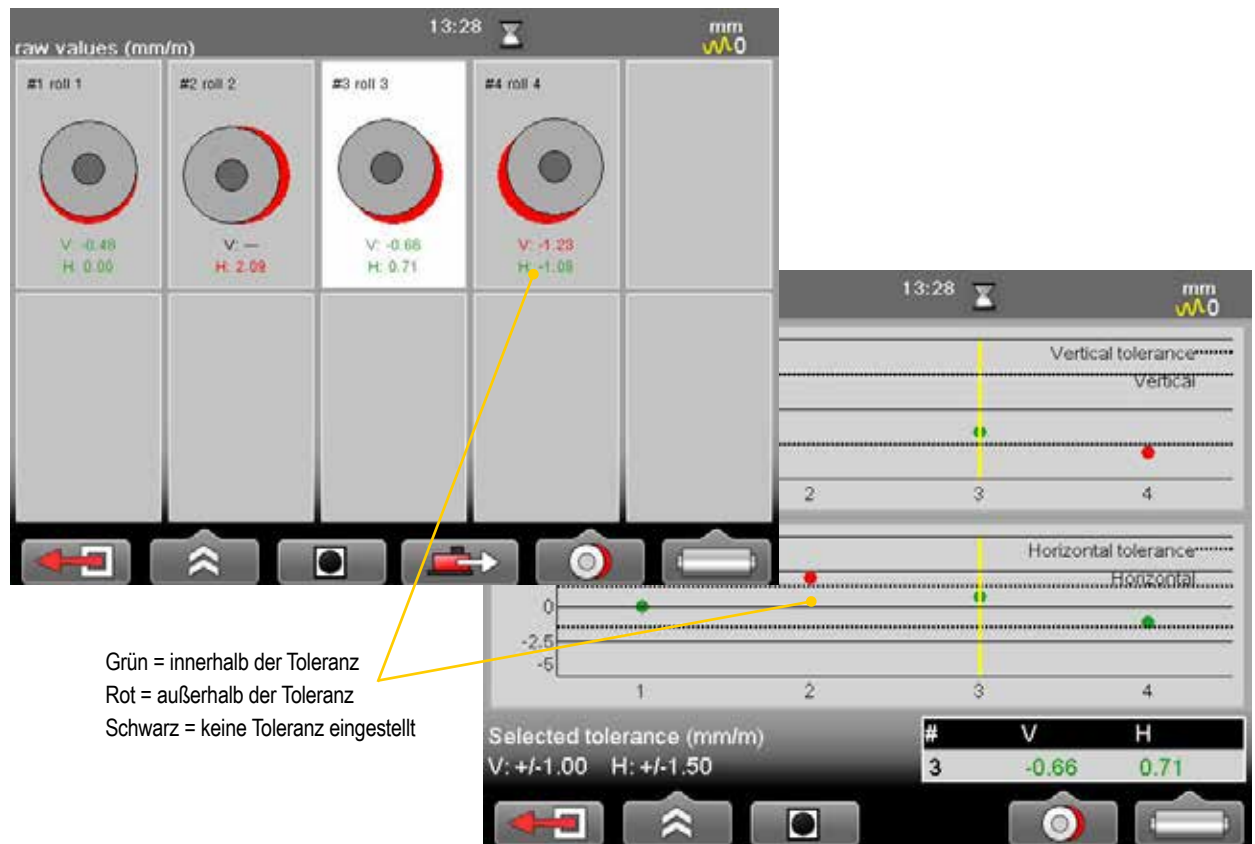 13:28
mm
raw values (mm/m)
0
#1 roll 1
#2 roll 2
#3 roll 3
#4 roll 4
V: -0.48
V: —
V: -0.66
V: -1.23
H: 0.00
H: 2.09
H: 0.71
H: -1.09
13:28
mm
0
Vertical tolerance
Vertical
2
3
4
Horizontal tolerance
Horizontal
0
-2.5
-5
1
2
3
4
Grün = innerhalb der Toleranz
Rot = außerhalb der Toleranz
Schwarz = keine Toleranz eingestellt
Selected tolerance (mm/m)
V: +/-1.00 H: +/-1.50
# V H
3 -0.66 0.71